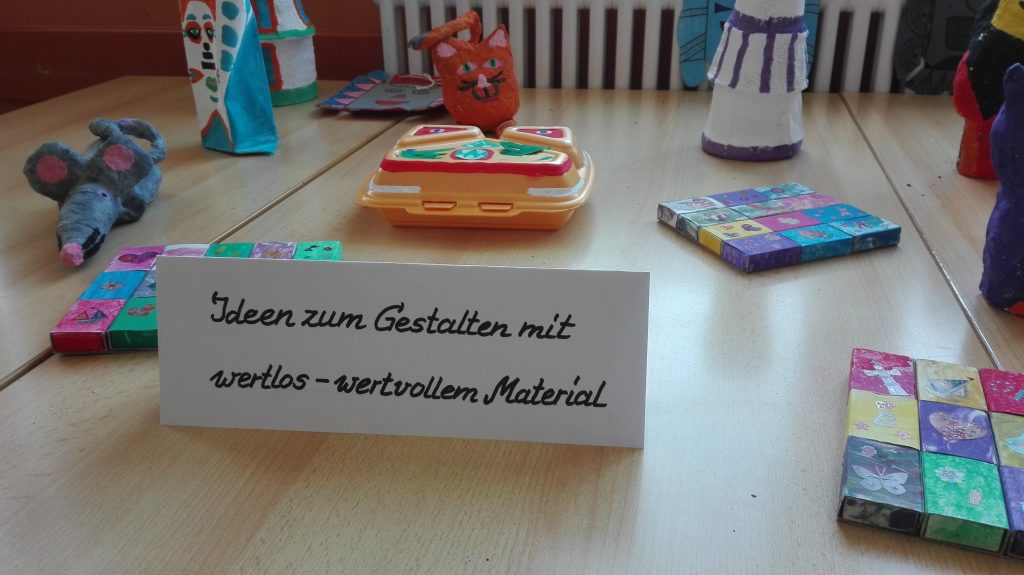 Ideen zum Gestalten mit
wertlos - wertvollem Material